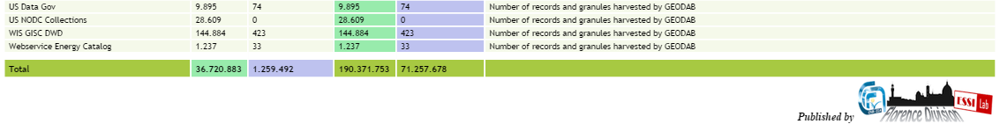 US Data Gov 9.895 74 9.895 74 Number of records and granules harvested by GEODAB
US NODC Collections 28.609 0 28.609 0 Number of records and granules harvested by GEODAB
WIS GISC DWD 144.884 423 144.884 423 Number of records and granules harvested by GEODAB
Webservice Energy Catalog 1.237 33 1.237 33 Number of records and granules harvested by GEODAB
Total 36.720.883 1.259.492 190.371.753 71.257.678
Published by
ESSI Lab
Florence Division